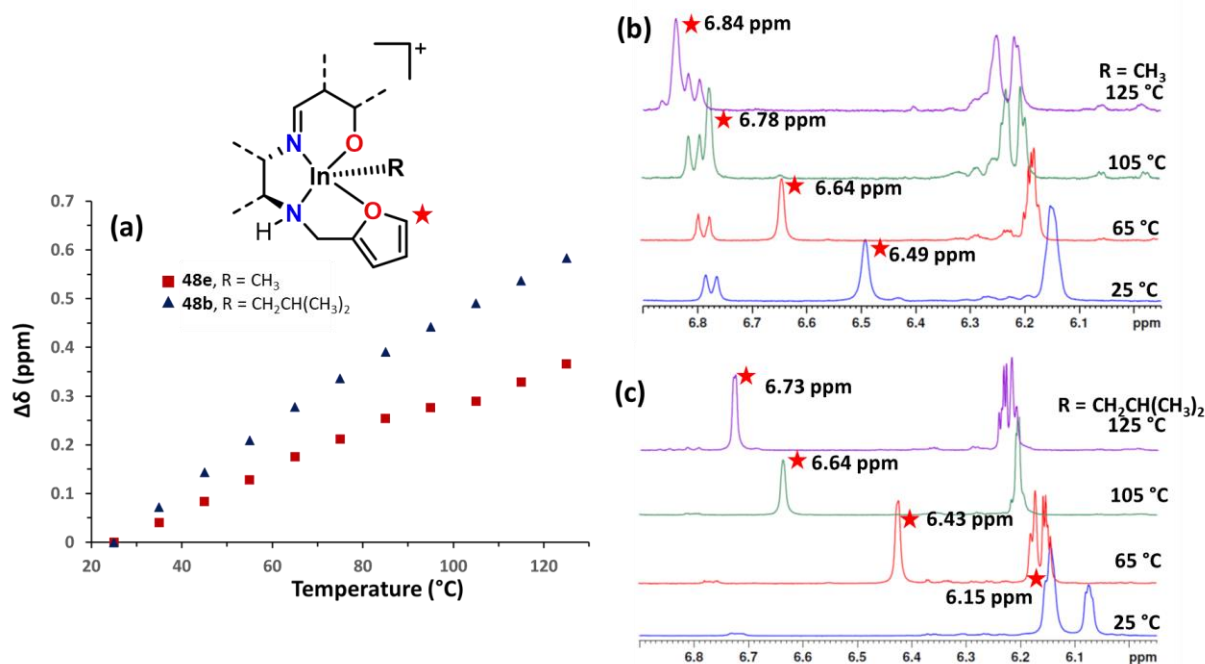 (a)
]+
N
O
In
R
N
H
O
0.7
0.6
0.5
0.4
0.3
0.2
0.1
0
Δδ (ppm)
48e, R = CH₃
48b, R = CH₂CH(CH₃)₂
20 40 60 80 100 120
Temperature (°C)
(b)
6.84 ppm
R = CH₃
125 °C
6.78 ppm
105 °C
6.64 ppm
65 °C
6.49 ppm
25 °C
6.8 6.7 6.6 6.5 6.4 6.3 6.2 6.1 ppm
(c)
6.73 ppm
R = CH₂CH(CH₃)₂
125 °C
6.64 ppm
105 °C
6.43 ppm
65 °C
6.15 ppm
25 °C
6.8 6.7 6.6 6.5 6.4 6.3 6.2 6.1 ppm